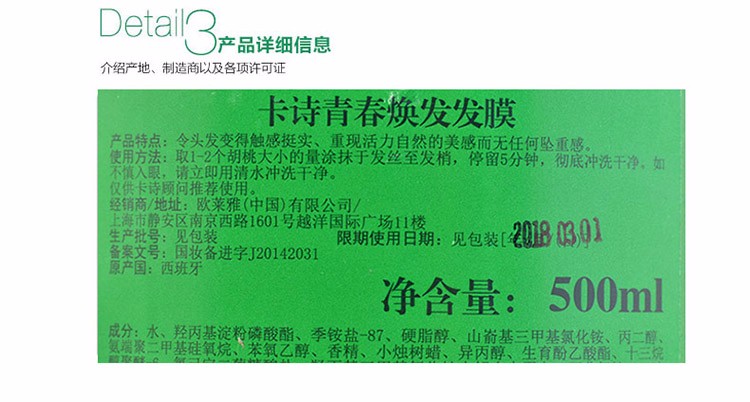 Detail 3 产品详细信息
介绍产地、制造商以及各项许可证
卡诗青春焕发发膜
产品特点：令头发变得触感挺实、重现活力自然的美感而无任何坠重感。
使用方法：取1-2个胡桃大小的量涂抹于发丝至发梢，停留5分钟，彻底冲洗干净。如
不慎入眼，请立即用清水冲洗干净。
仅供卡诗顾问推荐使用。
经销商/地址：欧莱雅(中国)有限公司/
上海市静安区南京西路1601号越洋国际广场11楼
生产批号：见包装 限期使用日期：见包装[年 2018 03 01
备案文号：国妆备进字J20142031
原产国：西班牙
净含量：500ml
成分：水、羟丙基淀粉磷酸酯、季铵盐-87、硬脂醇、山嵛基三甲基氯化铵、丙二醇、
氨端聚二甲基硅氧烷、苯氧乙醇、香精、小烛树蜡、异丙醇、生育酚乙酸酯、十三烷